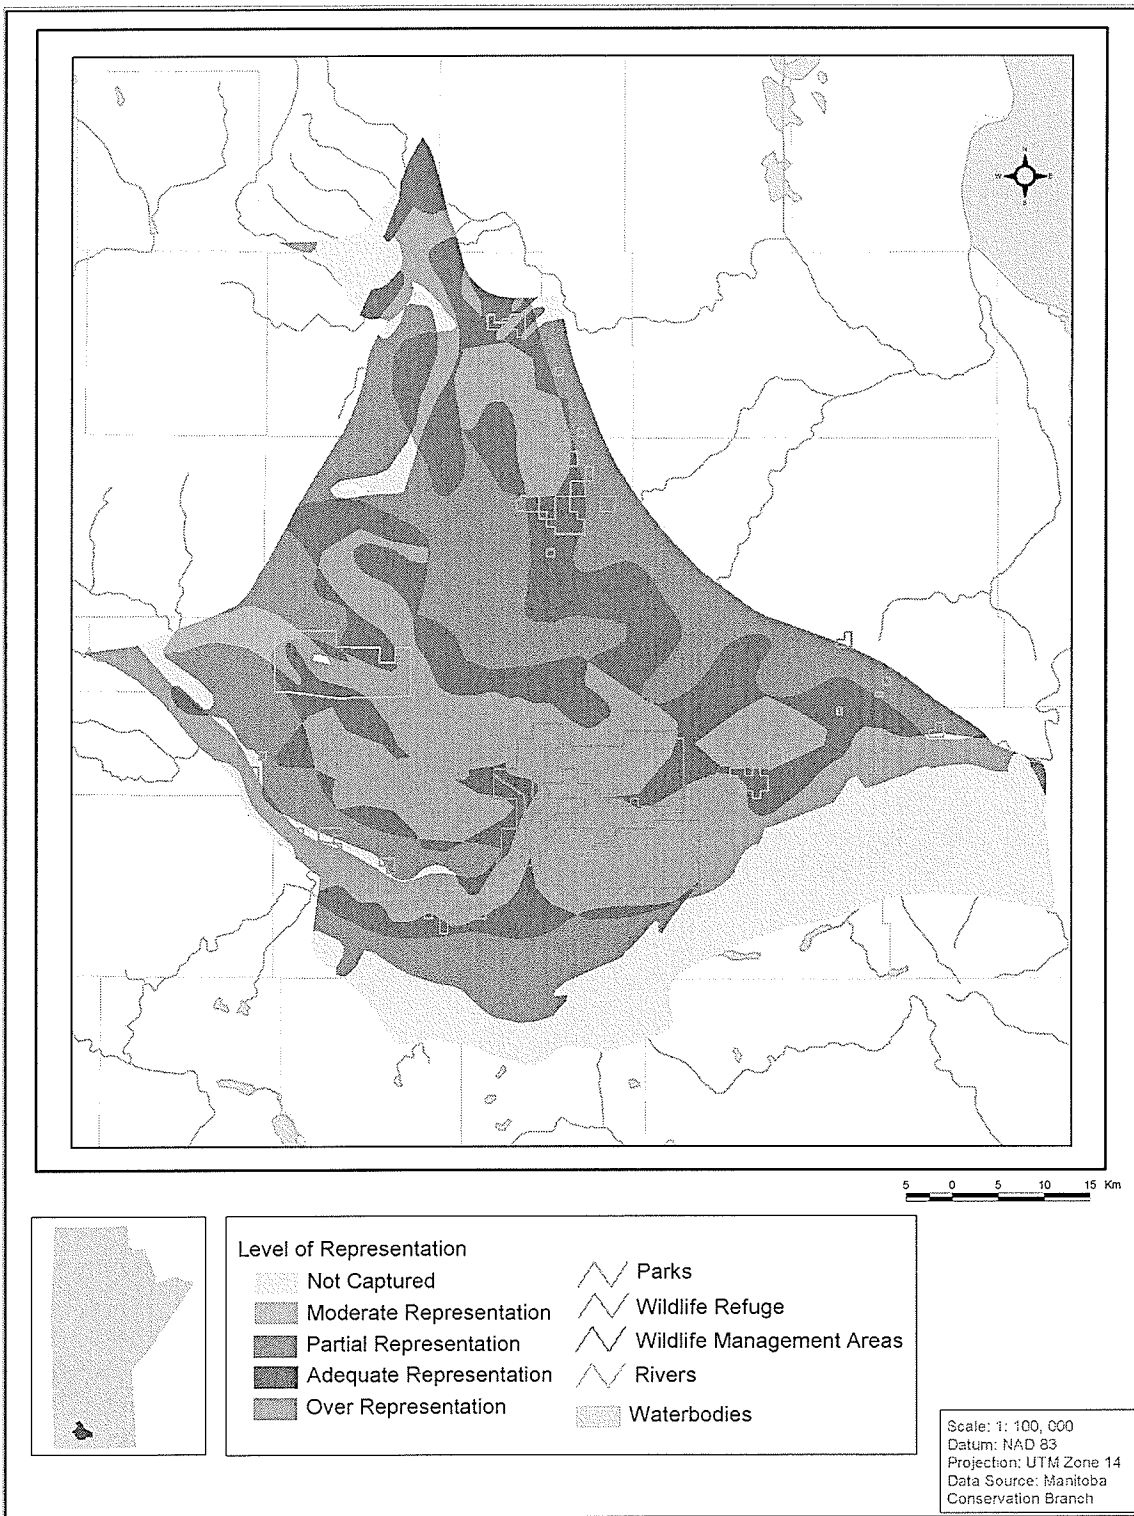 N
W E
S
5 0 5 10 15 Km
Level of Representation
Not Captured
Moderate Representation
Partial Representation
Adequate Representation
Over Representation
Parks
Wildlife Refuge
Wildlife Management Areas
Rivers
Waterbodies
Scale: 1: 100, 000
Datum: NAD 83
Projection: UTM Zone 14
Data Source: Manitoba
Conservation Branch